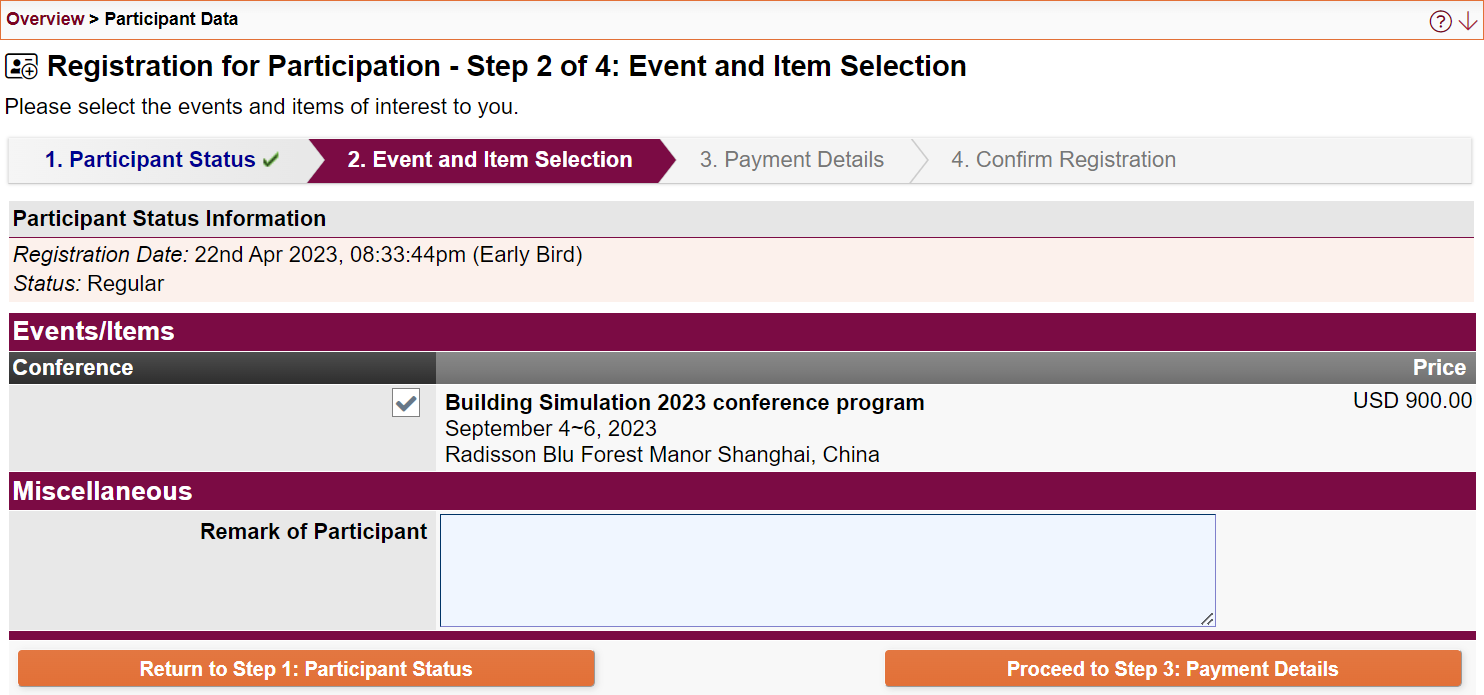 Overview > Participant Data
Registration for Participation - Step 2 of 4: Event and Item Selection
Please select the events and items of interest to you.
1. Participant Status
2. Event and Item Selection
3. Payment Details
4. Confirm Registration
Participant Status Information
Registration Date: 22nd Apr 2023, 08:33:44pm (Early Bird)
Status: Regular
Events/Items
Conference
Price
Building Simulation 2023 conference program
USD 900.00
September 4~6, 2023
Radisson Blu Forest Manor Shanghai, China
Miscellaneous
Remark of Participant
Return to Step 1: Participant Status
Proceed to Step 3: Payment Details